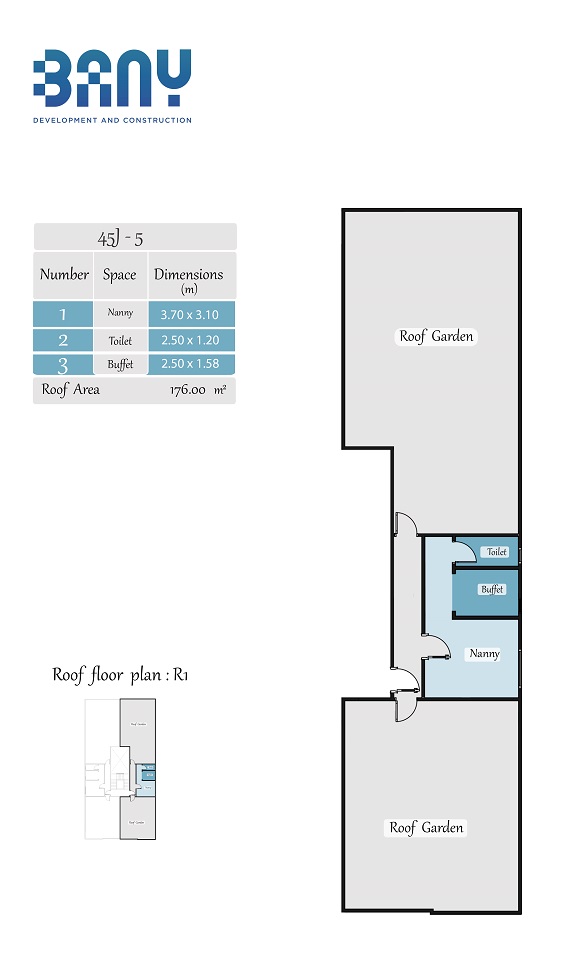 BANY
DEVELOPMENT AND CONSTRUCTION
45J - 5
Number Space Dimensions
(m)
1 Nanny 3.70 x 3.10
2 Toilet 2.50 x 1.20
3 Buffet 2.50 x 1.58
Roof Area 176.00 m²
Roof Garden
Toilet
Buffet
Nanny
Roof Garden
Roof floor plan : R1
Roof Garden
Roof Garden